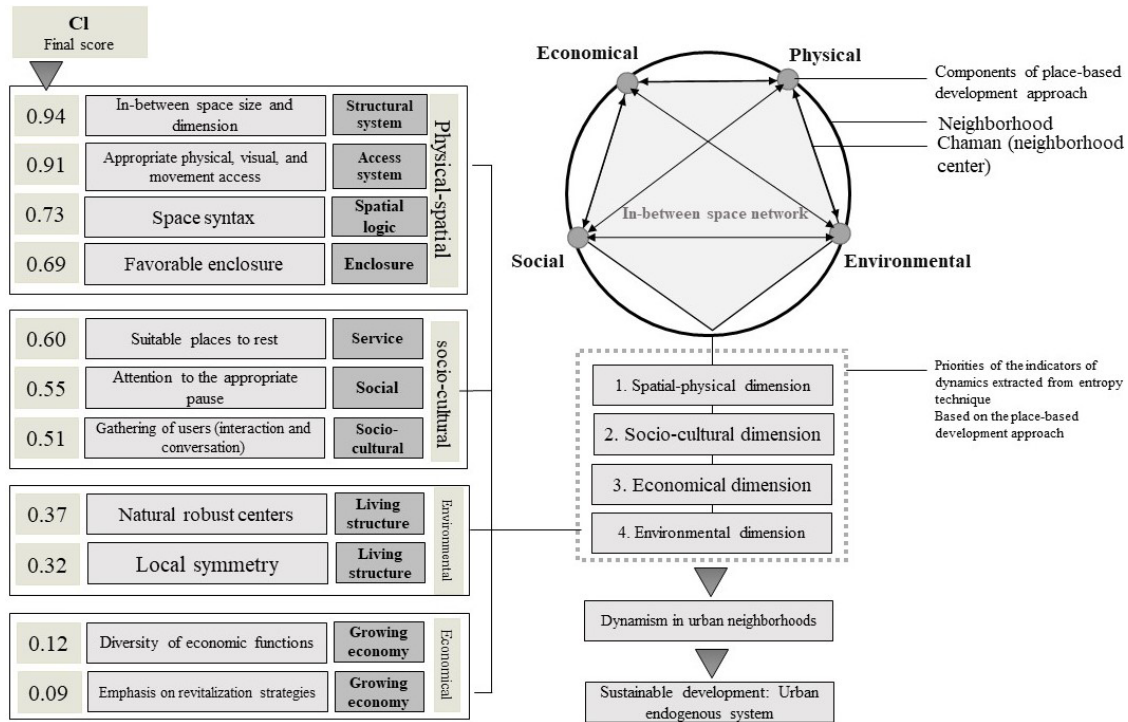 Cl
Final score
0.94
In-between space size and
dimension
Structural
system
0.91
Appropriate physical, visual, and
movement access
Access
system
0.73
Space syntax
Spatial
logic
0.69
Favorable enclosure
Enclosure
Physical-spatial
0.60
Suitable places to rest
Service
0.55
Attention to the appropriate
pause
Social
0.51
Gathering of users (interaction and
conversation)
Socio-
cultural
socio-cultural
0.37
Natural robust centers
Living
structure
0.32
Local symmetry
Living
structure
Environmental
0.12
Diversity of economic functions
Growing
economy
0.09
Emphasis on revitalization strategies
Growing
economy
Economical
Economical
Physical
Social
Environmental
In-between space network
Components of place-based
development approach
Neighborhood
Chaman (neighborhood
center)
1. Spatial-physical dimension
2. Socio-cultural dimension
3. Economical dimension
4. Environmental dimension
Priorities of the indicators of
dynamics extracted from entropy
technique
Based on the place-based
development approach
Dynamism in urban neighborhoods
Sustainable development: Urban
endogenous system